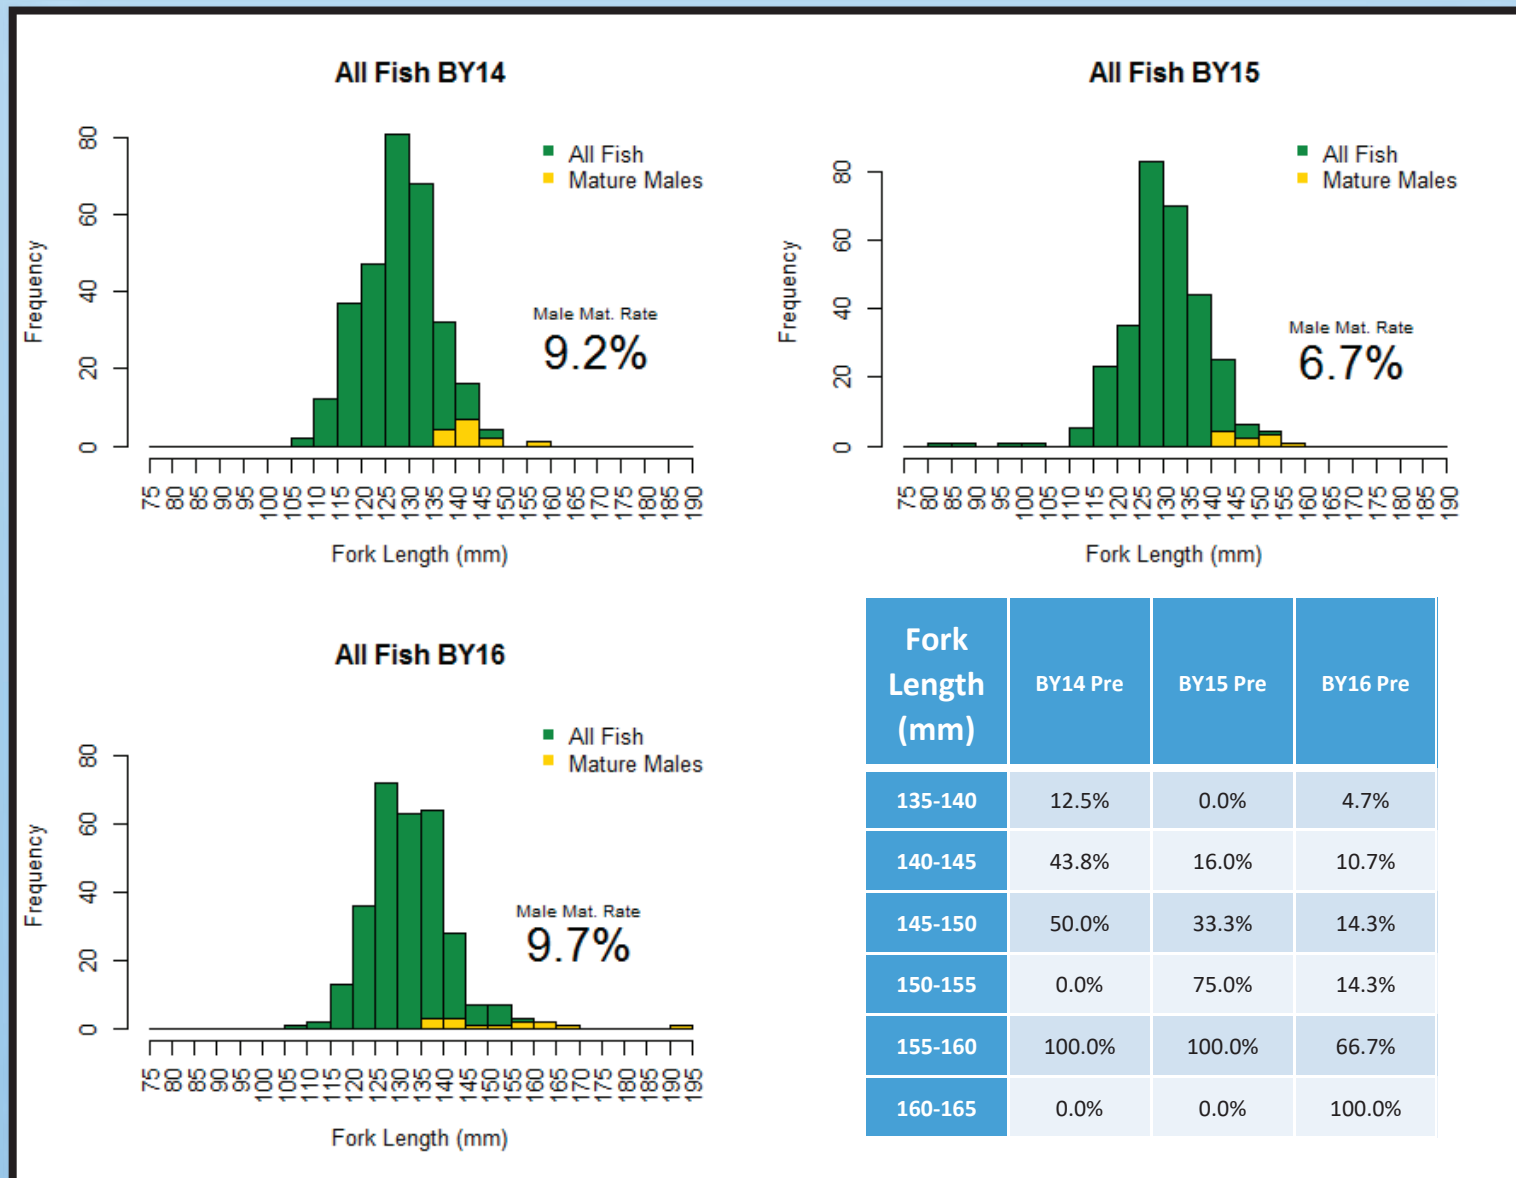 All Fish BY14
All Fish
Mature Males
Male Mat. Rate
9.2%
Frequency
0
20
40
60
80
75 80 85 90 95 100 105 110 115 120 125 130 135 140 145 150 155 160 165 170 175 180 185 190
Fork Length (mm)
All Fish BY15
All Fish
Mature Males
Male Mat. Rate
6.7%
Frequency
0
20
40
60
80
75 80 85 90 95 100 105 110 115 120 125 130 135 140 145 150 155 160 165 170 175 180 185 190
Fork Length (mm)
All Fish BY16
All Fish
Mature Males
Male Mat. Rate
9.7%
Frequency
0
20
40
60
80
75 80 85 90 95 100 105 110 115 120 125 130 135 140 145 150 155 160 165 170 175 180 185 190 195
Fork Length (mm)
Fork
Length
(mm)
BY14 Pre BY15 Pre BY16 Pre
135-140 12.5% 0.0% 4.7%
140-145 43.8% 16.0% 10.7%
145-150 50.0% 33.3% 14.3%
150-155 0.0% 75.0% 14.3%
155-160 100.0% 100.0% 66.7%
160-165 0.0% 0.0% 100.0%